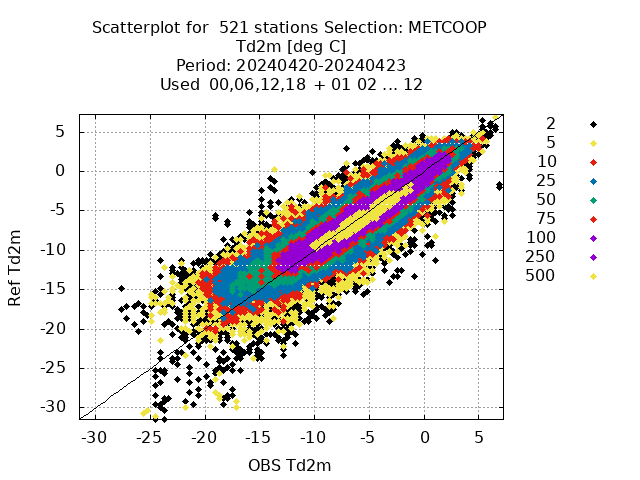 Scatterplot for  521 stations Selection: METCOOP
Td2m [deg C]
Period: 20240420-20240423
Used  00,06,12,18 + 01 02 ... 12
2
5
10
25
50
75
100
250
500
5
0
-5
-10
-15
-20
-25
-30
Ref Td2m
-30 -25 -20 -15 -10 -5 0 5
OBS Td2m